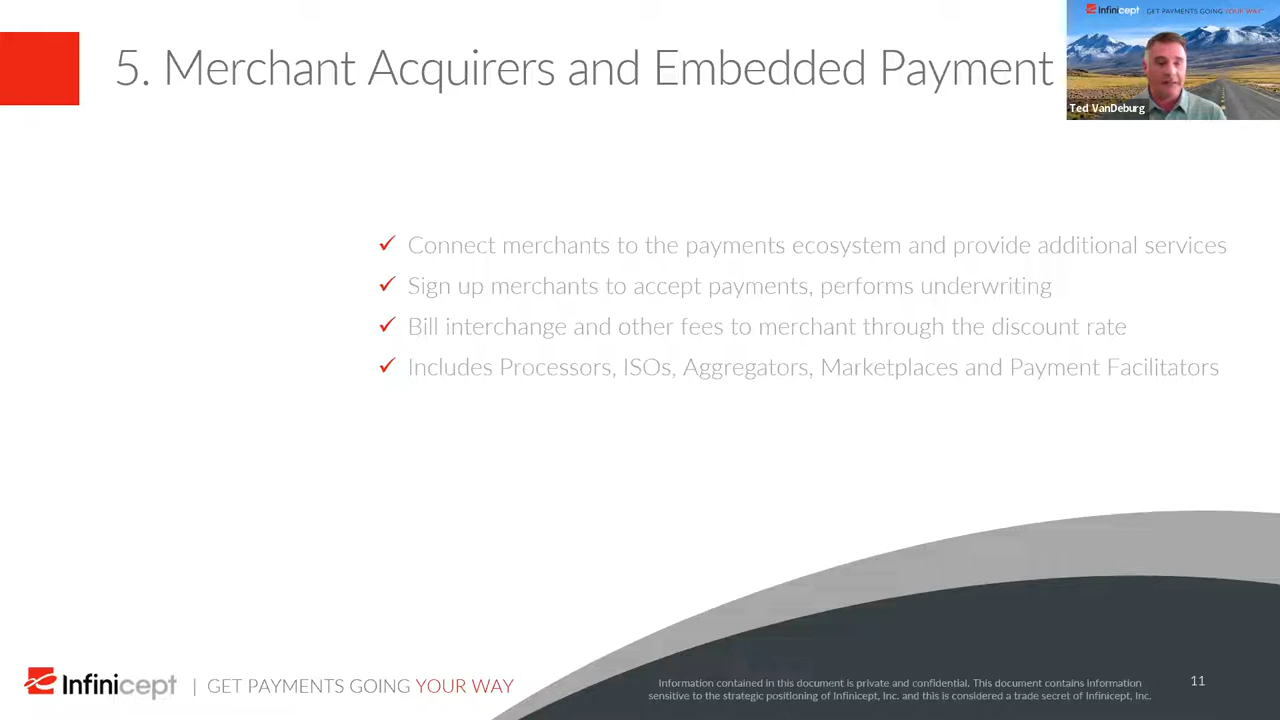 5. Merchant Acquirers and Embedded Payment
Infinicept GET PAYMENTS GOING YOUR WAY
Ted VanDeburg
✓ Connect merchants to the payments ecosystem and provide additional services
✓ Sign up merchants to accept payments, performs underwriting
✓ Bill interchange and other fees to merchant through the discount rate
✓ Includes Processors, ISOs, Aggregators, Marketplaces and Payment Facilitators
Infinicept | GET PAYMENTS GOING YOUR WAY
Information contained in this document is private and confidential. This document contains information
sensitive to the strategic positioning of Infinicept, Inc. and this is considered a trade secret of Infinicept, Inc.
11